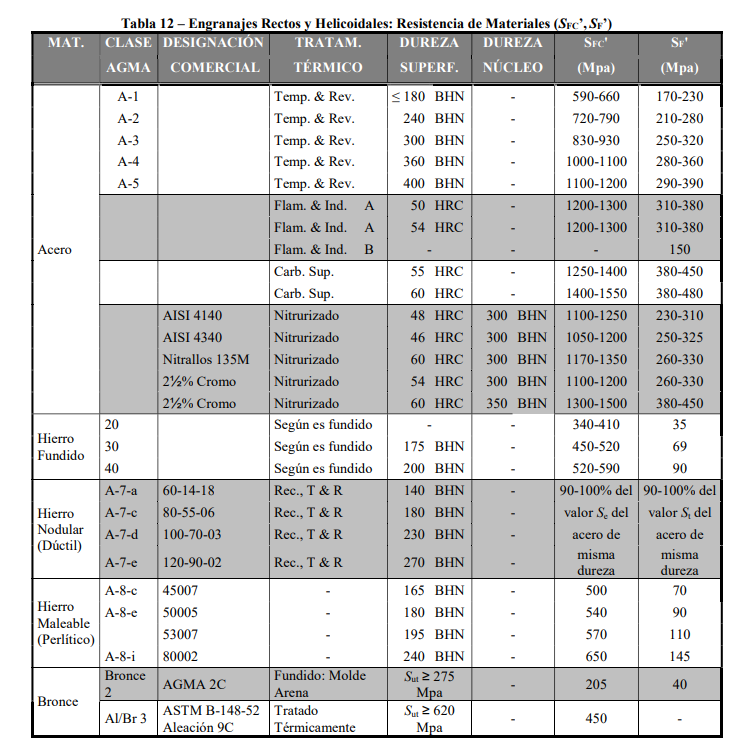 Tabla 12 – Engranajes Rectos y Helicoidales: Resistencia de Materiales (SFC', SF')
MAT. CLASE AGMA DESIGNACIÓN COMERCIAL TRATAM. TÉRMICO DUREZA SUPERF. DUREZA NÚCLEO SFC' (Mpa) SF' (Mpa)
Acero
A-1 Temp. & Rev. ≤ 180 BHN - 590-660 170-230
A-2 Temp. & Rev. 240 BHN - 720-790 210-280
A-3 Temp. & Rev. 300 BHN - 830-930 250-320
A-4 Temp. & Rev. 360 BHN - 1000-1100 280-360
A-5 Temp. & Rev. 400 BHN - 1100-1200 290-390
Flam. & Ind. A 50 HRC - 1200-1300 310-380
Flam. & Ind. A 54 HRC - 1200-1300 310-380
Flam. & Ind. B - - - 150
Carb. Sup. 55 HRC - 1250-1400 380-450
Carb. Sup. 60 HRC - 1400-1550 380-480
AISI 4140 Nitrurizado 48 HRC 300 BHN 1100-1250 230-310
AISI 4340 Nitrurizado 46 HRC 300 BHN 1050-1200 250-325
Nitrallos 135M Nitrurizado 60 HRC 300 BHN 1170-1350 260-330
2½% Cromo Nitrurizado 54 HRC 300 BHN 1100-1200 260-330
2½% Cromo Nitrurizado 60 HRC 350 BHN 1300-1500 380-450
Hierro Fundido
20 Según es fundido - - 340-410 35
30 Según es fundido 175 BHN - 450-520 69
40 Según es fundido 200 BHN - 520-590 90
Hierro Nodular (Dúctil)
A-7-a 60-14-18 Rec., T & R 140 BHN - 90-100% del 90-100% del
A-7-c 80-55-06 Rec., T & R 180 BHN - valor Se del valor St del
A-7-d 100-70-03 Rec., T & R 230 BHN - acero de acero de
A-7-e 120-90-02 Rec., T & R 270 BHN - misma dureza misma dureza
Hierro Maleable (Perlítico)
A-8-c 45007 - 165 BHN - 500 70
A-8-e 50005 - 180 BHN - 540 90
53007 - 195 BHN - 570 110
A-8-i 80002 - 240 BHN - 650 145
Bronce
Bronce 2 AGMA 2C Fundido: Molde Arena Sut ≥ 275 Mpa - 205 40
Al/Br 3 ASTM B-148-52 Aleación 9C Tratado Térmicamente Sut ≥ 620 Mpa - 450 -